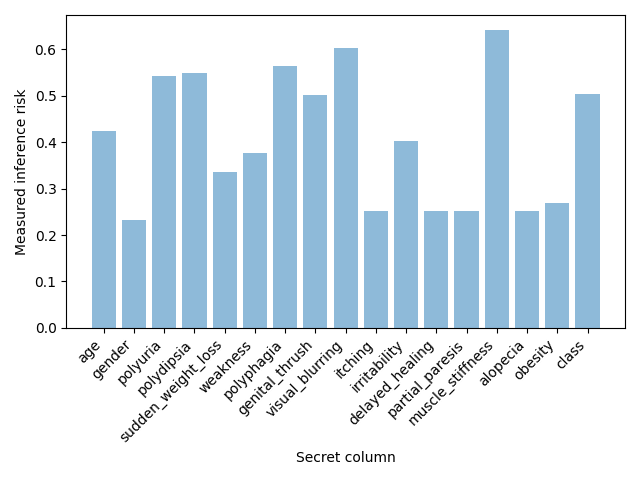 Measured inference risk
0.6
0.5
0.4
0.3
0.2
0.1
0.0
age
gender
polyuria
polydipsia
sudden_weight_loss
weakness
polyphagia
genital_thrush
visual_blurring
itching
irritability
delayed_healing
partial_paresis
muscle_stiffness
alopecia
obesity
class
Secret column